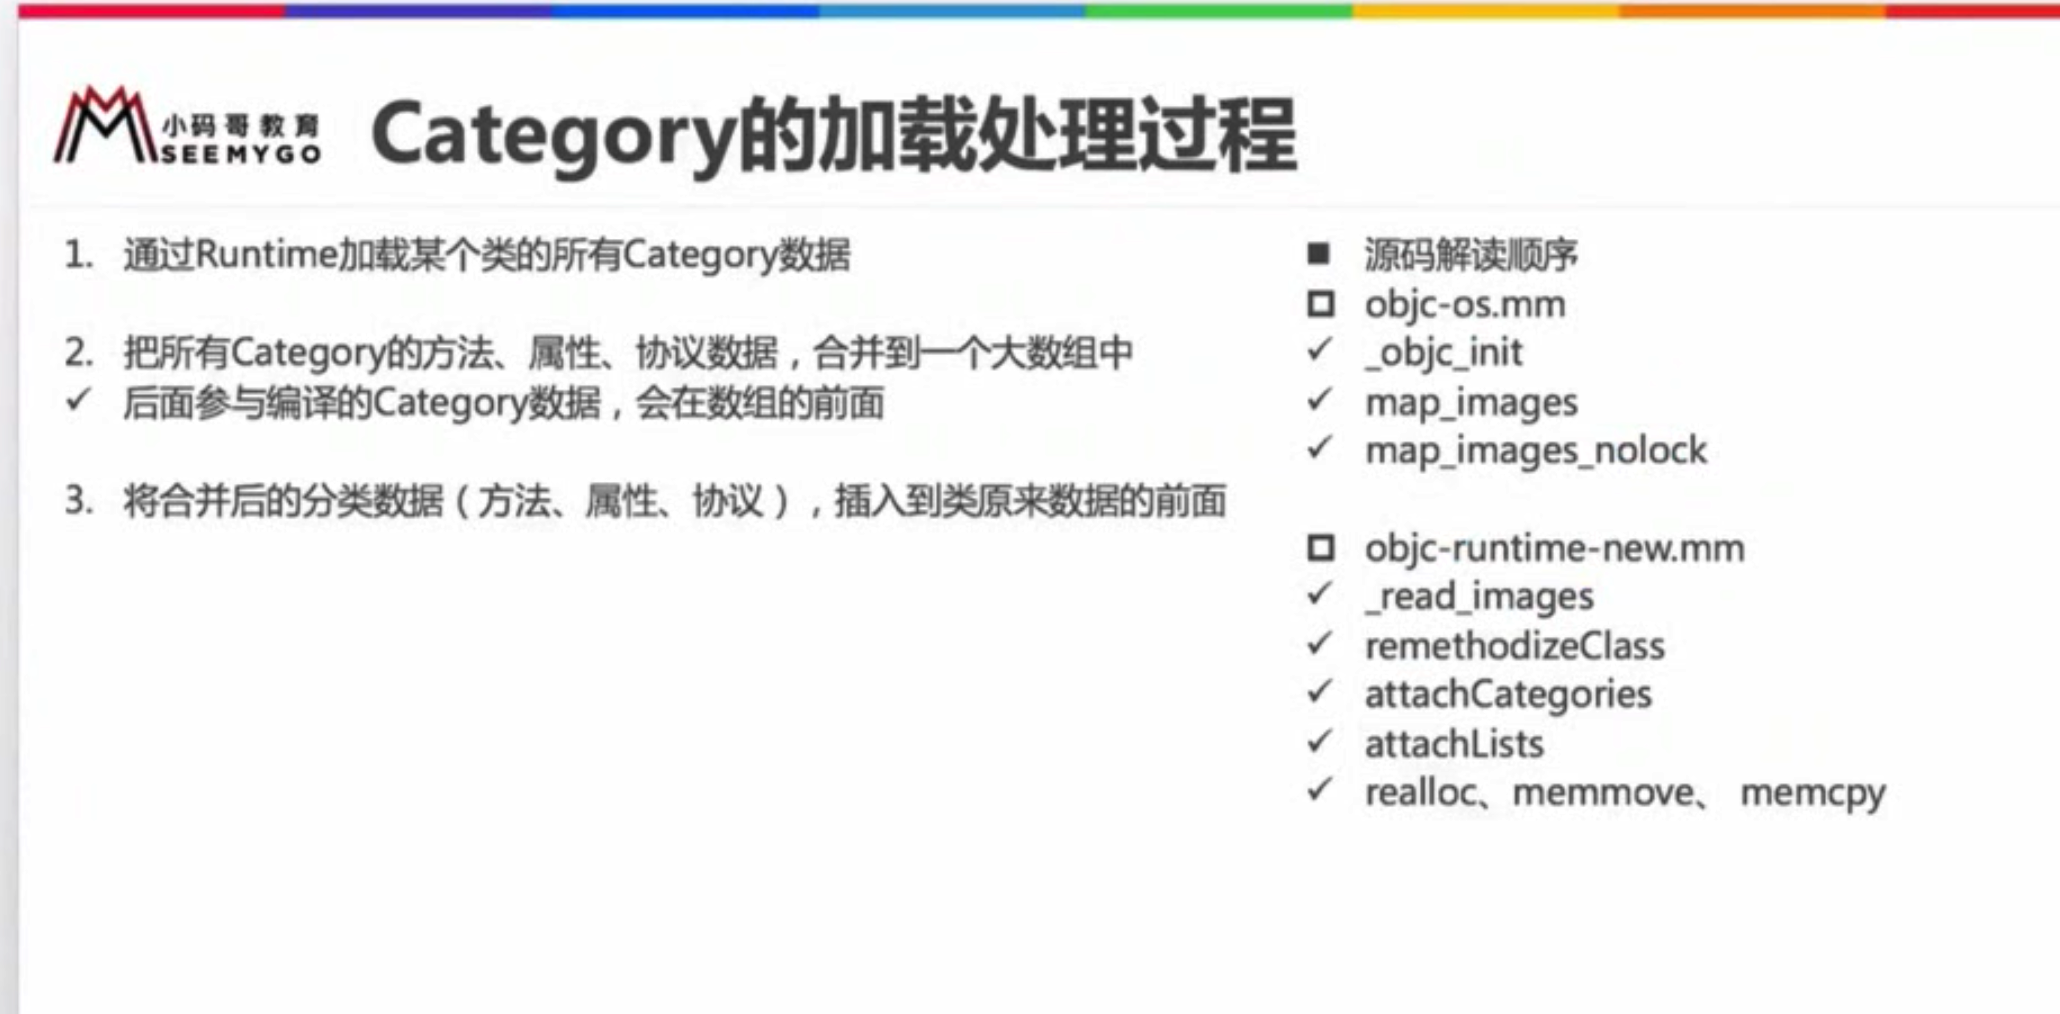 小码哥教育
SEEMYGO
Category的加载处理过程
1. 通过Runtime加载某个类的所有Category数据
2. 把所有Category的方法、属性、协议数据，合并到一个大数组中
✓ 后面参与编译的Category数据，会在数组的前面
3. 将合并后的分类数据（方法、属性、协议），插入到类原来数据的前面
■ 源码解读顺序
□ objc-os.mm
✓ _objc_init
✓ map_images
✓ map_images_nolock
□ objc-runtime-new.mm
✓ _read_images
✓ remethodizeClass
✓ attachCategories
✓ attachLists
✓ realloc、memmove、 memcpy